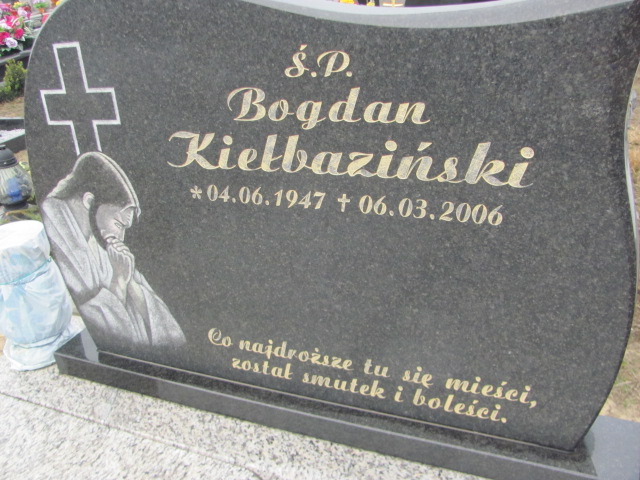 Ś.P.
Bogdan
Kiełbaziński
*04.06.1947 † 06.03.2006
Co najdroższe tu się mieści,
został smutek i boleści.